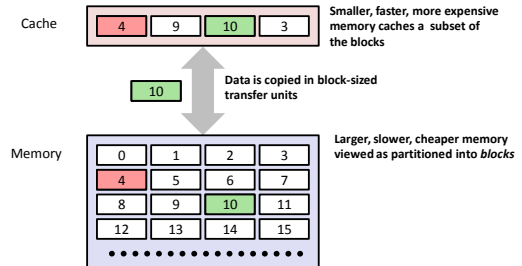 Cache
4 9 10 3
Smaller, faster, more expensive
memory caches a subset of
the blocks
10
Data is copied in block-sized
transfer units
Memory
0 1 2 3
4 5 6 7
8 9 10 11
12 13 14 15
Larger, slower, cheaper memory
viewed as partitioned into blocks